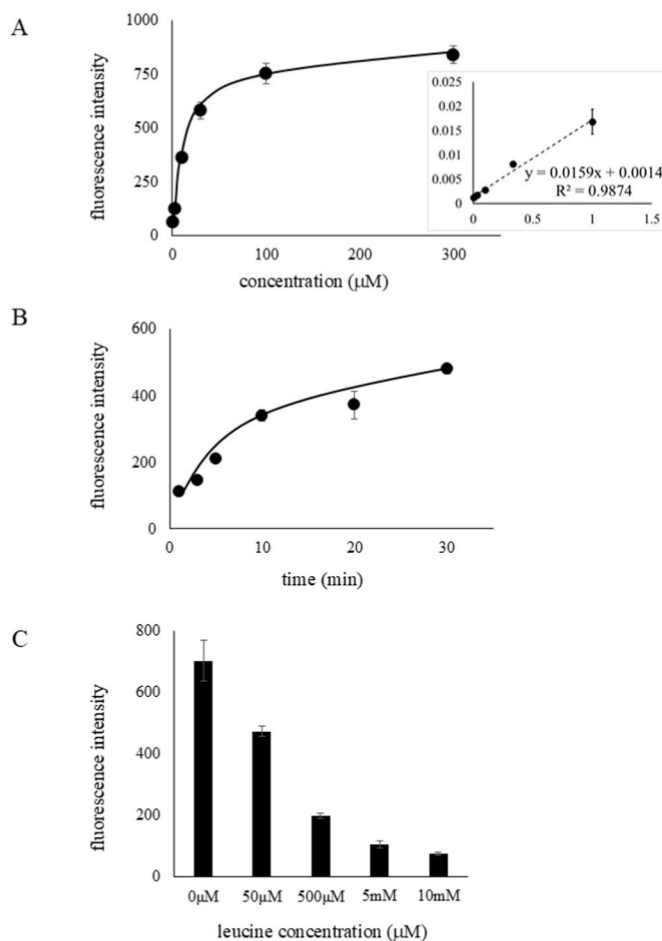 A
1000
750
500
250
0
fluorescence intensity
0
100
200
300
concentration (μM)
0.025
0.02
0.015
0.01
0.005
0
0
0.5
1
1.5
y = 0.0159x + 0.0014
R² = 0.9874
B
600
400
200
0
fluorescence intensity
0
10
20
30
time (min)
C
800
600
400
200
0
fluorescence intensity
0μM
50μM
500μM
5mM
10mM
leucine concentration (μM)